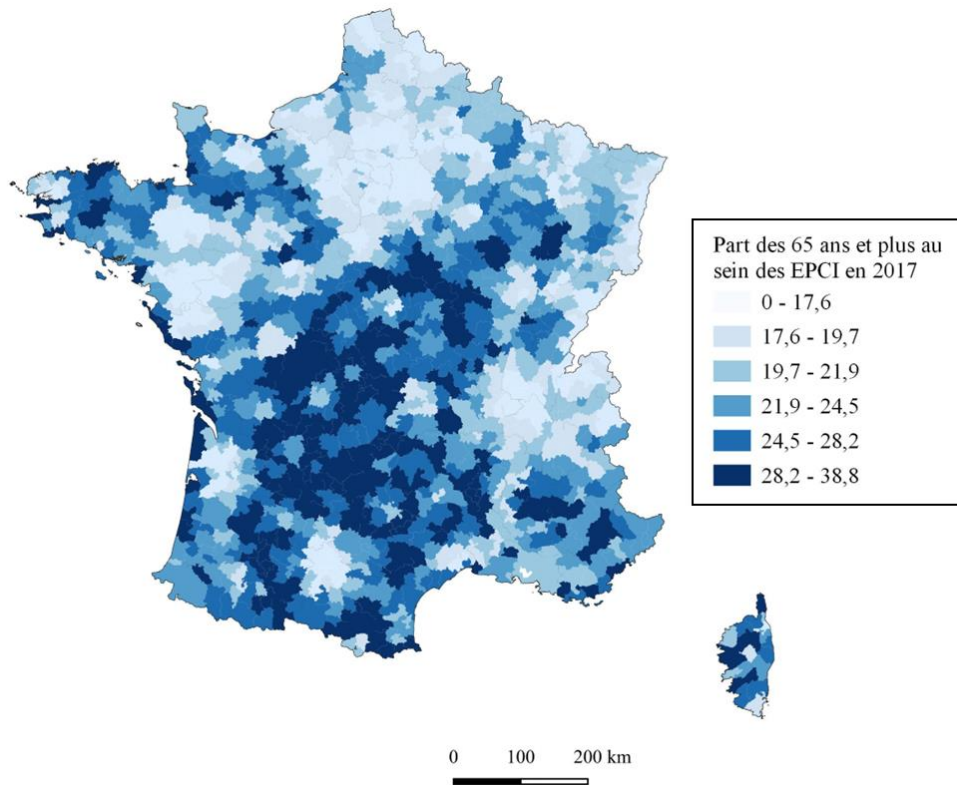 Part des 65 ans et plus au
sein des EPCI en 2017
0 - 17,6
17,6 - 19,7
19,7 - 21,9
21,9 - 24,5
24,5 - 28,2
28,2 - 38,8
0 100 200 km